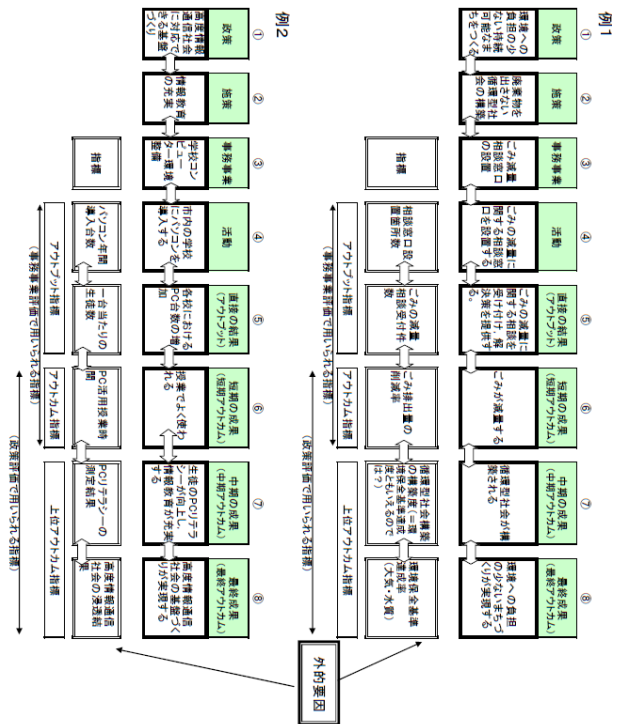 例1
①
②
③
④
⑤
⑥
⑦
⑧
政策
施策
事務事業
活動
直接の結果
(アウトプット)
短期の成果
(短期アウトカム)
中期の成果
(中期アウトカム)
最終成果
(最終アウトカム)
環境への
負担の少
ない持続
可能なま
ちをつくる
廃棄物を
出さない
循環型社
会の構築
ごみ減量
相談窓口
の設置
ごみの減量に
関する相談窓
口を設置する
ごみの減量に
関する相談を
受け付け、解
決策を提供す
る。
ごみが減量する
循環型社会が構
築される
環境への負担
の少ないまちづ
くりが実現する
指標
相談窓口設
置箇所数
ごみの減量
相談受付件
数
ごみ排出量の
削減率
循環型社会構築
の構築度(=環
境保全基準達成
度ともいえるので
は?)
環境保全基準
達成率
(大気・水質)
アウトプット指標
アウトカム指標
上位アウトカム指標
(事務事業評価で用いられる指標)
(政策評価で用いられる指標)
外的要因
例2
①
②
③
④
⑤
⑥
⑦
⑧
政策
施策
事務事業
活動
直接の結果
(アウトプット)
短期の成果
(短期アウトカム)
中期の成果
(中期アウトカム)
最終成果
(最終アウトカム)
高度情報
通信社会
に対応で
きる基盤
づくり
情報教育
の充実
学校コン
ピュー
ター環境
整備
市内の学校
にパソコンを
導入する
各校における
PC台数の増
加
授業でよく使わ
れる
生徒のPCリテラ
シーが向上し、
情報教育が充実
する
高度情報通信
社会の基盤づく
りが実現する
指標
パソコン年間
導入台数
一台当たりの
生徒数
PC活用授業時
間
PCリテラシーの
測定結果
高度情報通信
社会の浸透結
果
アウトプット指標
アウトカム指標
上位アウトカム指標
(事務事業評価で用いられる指標)
(政策評価で用いられる指標)